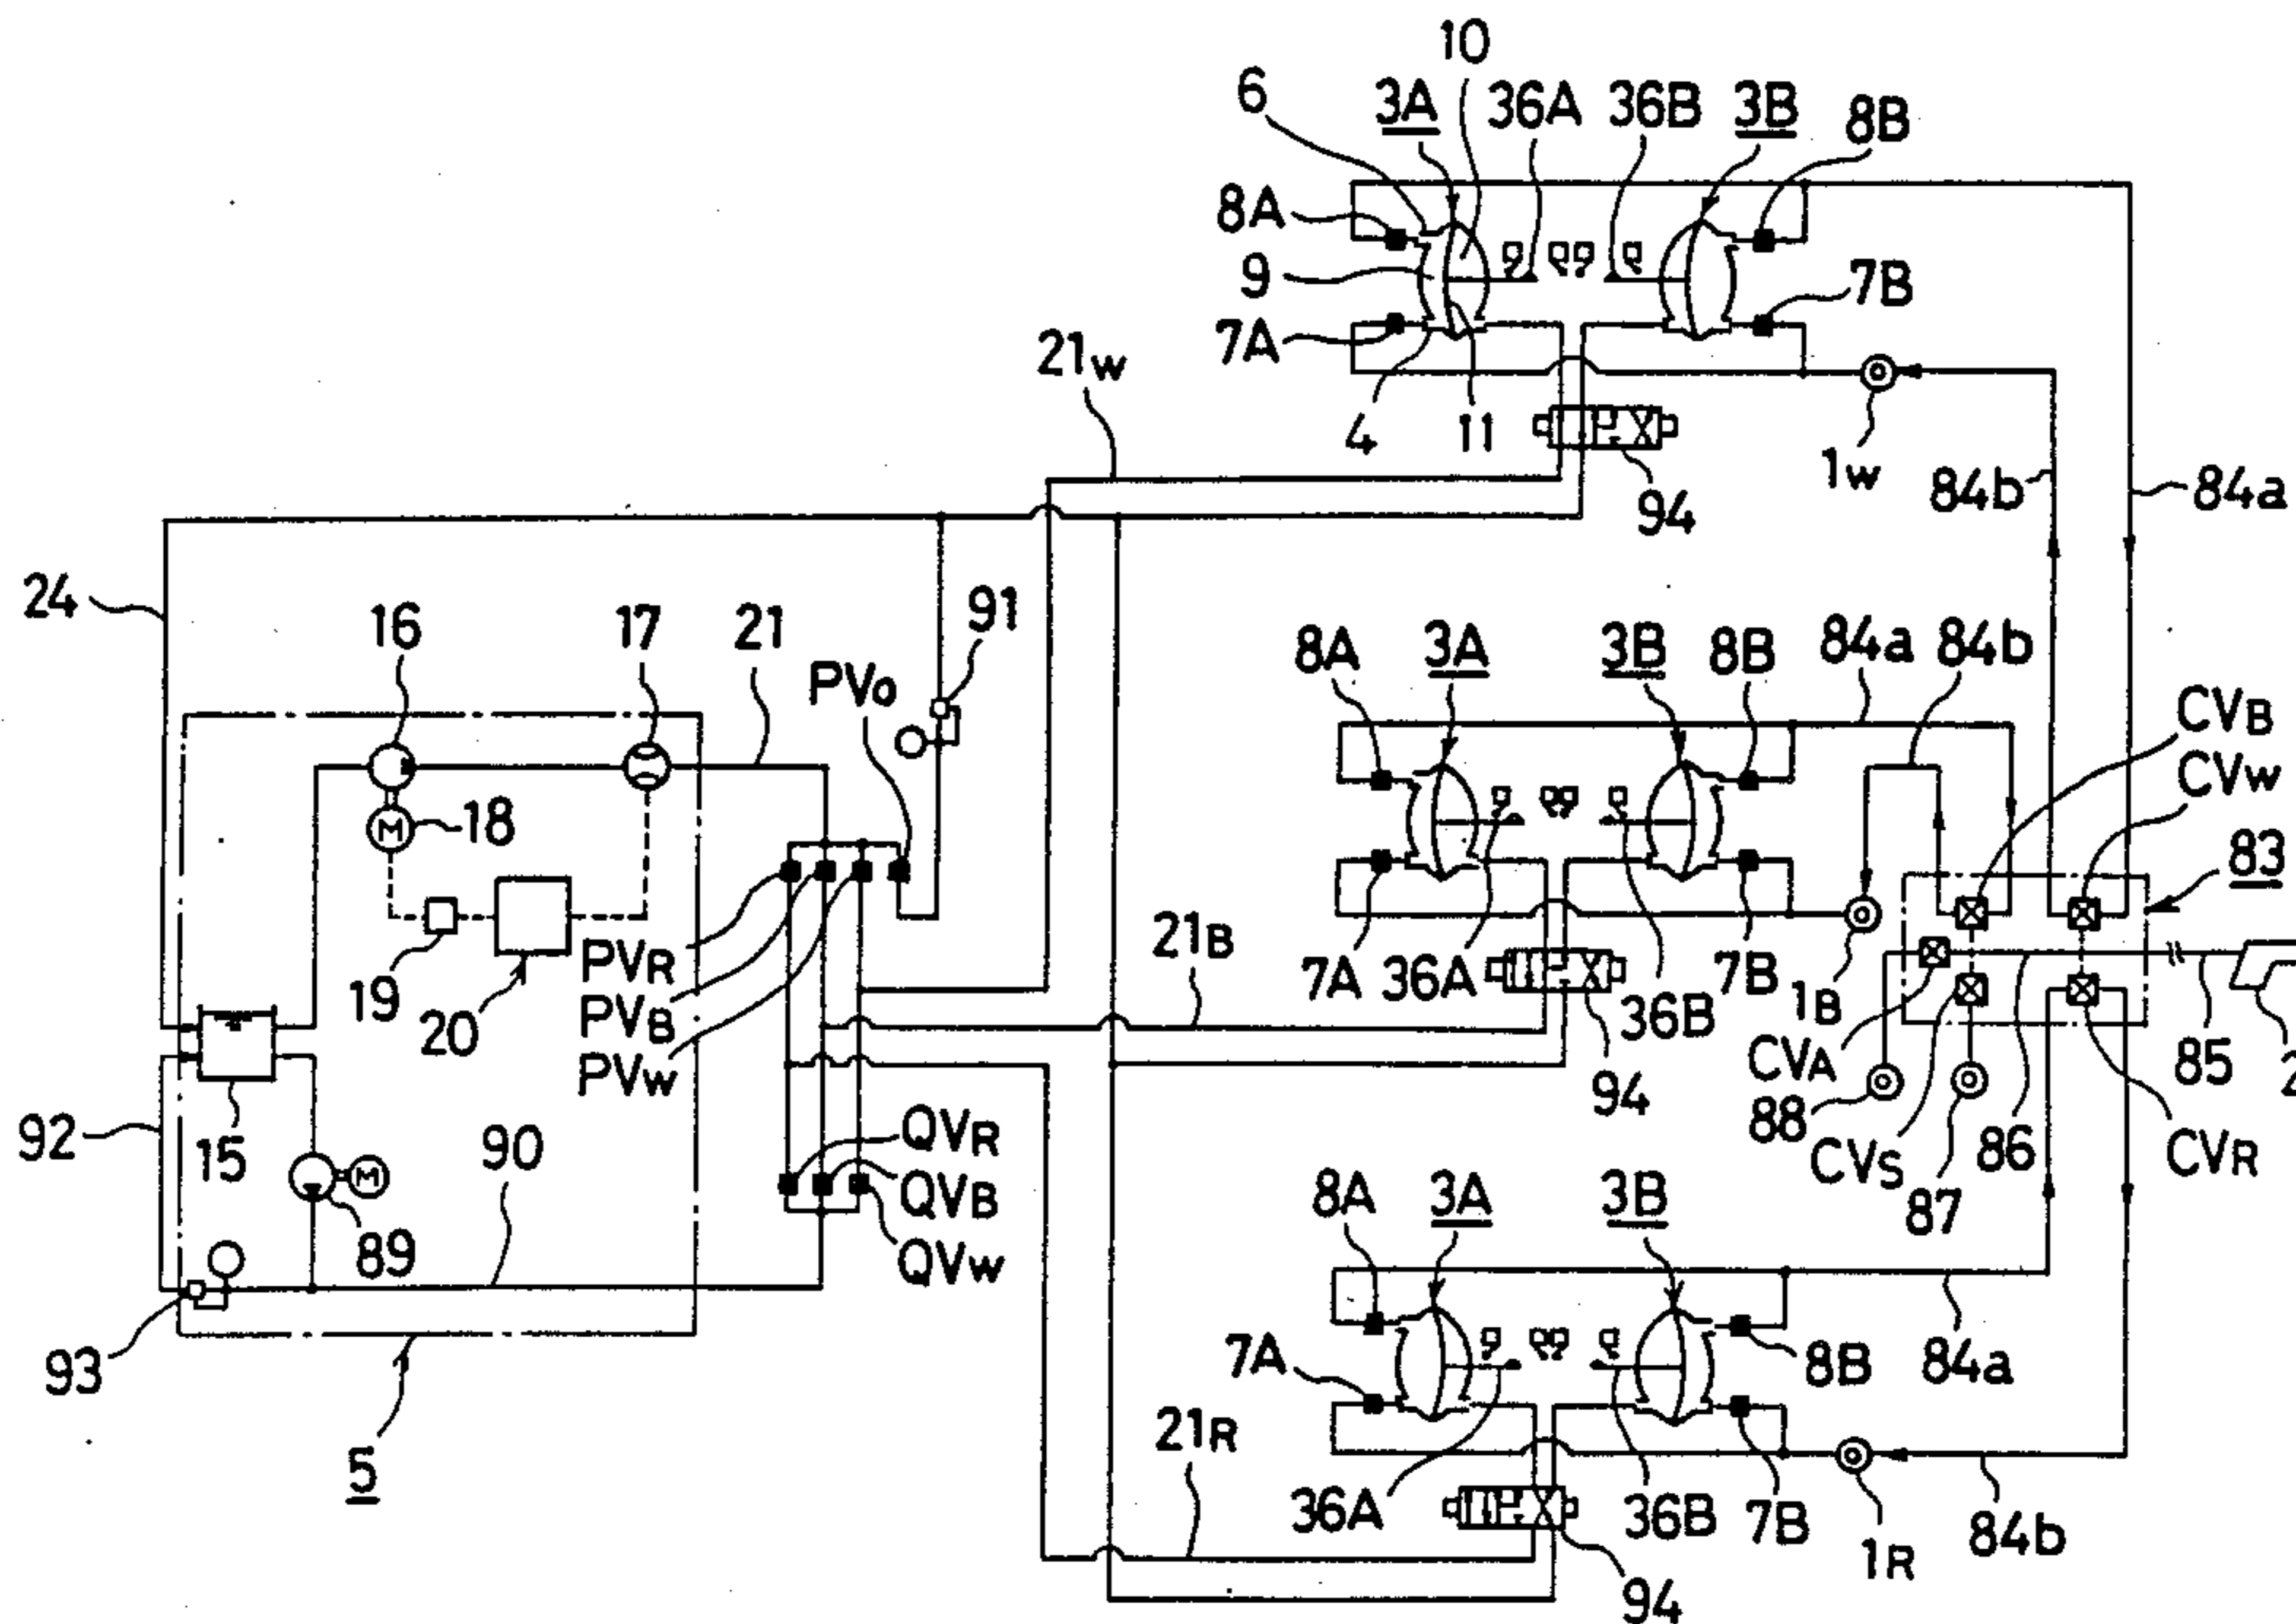 10
6
3A
36A
36B
3B
8B
8A
9
7B
7A
21W
4
11
1W
84b
84a
94
24
16
17
21
91
PVO
8A
3A
3B
8B
84a
84b
CVB
CVW
M
18
83
PVR
21B
19
PVB
20
PVW
7A
36A
36B
7B
1B
CVA
88
85
94
CVS
86
87
CVR
92
15
90
QVR
QVB
M
89
QVW
8A
3A
3B
93
7A
8B
84a
5
21R
36A
36B
7B
1R
84b
94